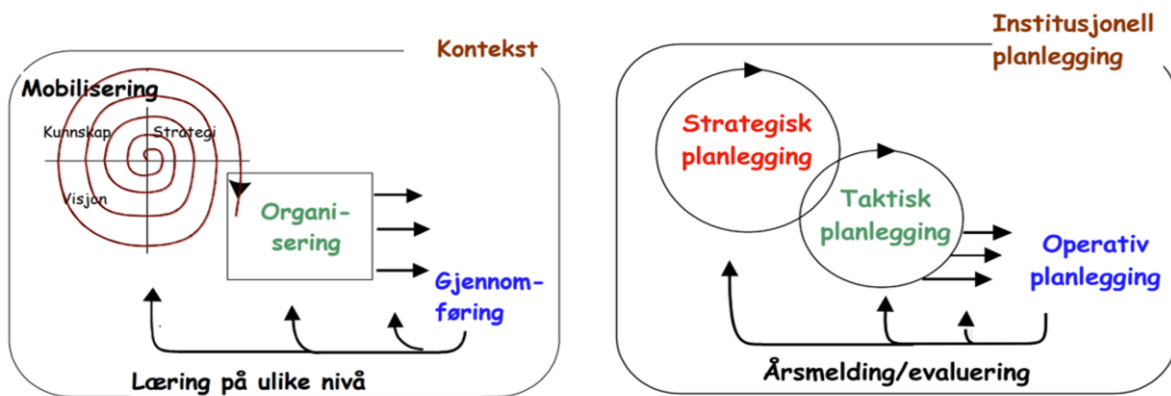 Kontekst
Mobilisering
Kunnskap
Strategi
Visjon
Organi-
sering
Gjennom-
føring
Læring på ulike nivå
Institusjonell
planlegging
Strategisk
planlegging
Taktisk
planlegging
Operativ
planlegging
Årsmelding/evaluering